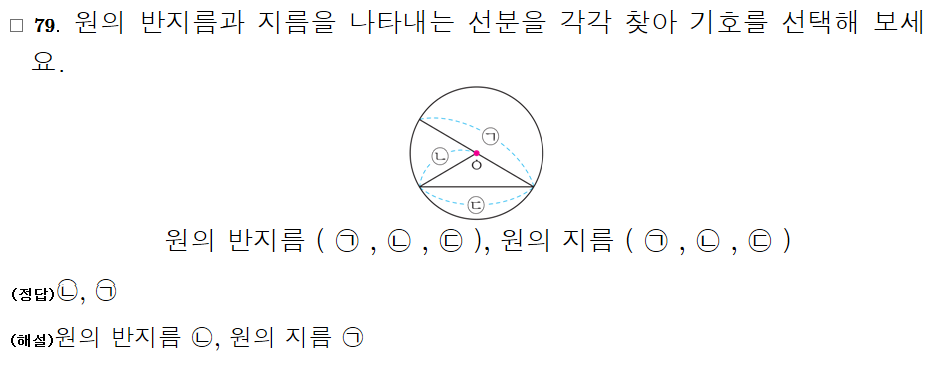 □ 79. 원의 반지름과 지름을 나타내는 선분을 각각 찾아 기호를 선택해 보세
요.
㉠
㉡
ㅇ
㉢
원의 반지름 ( ㉠ , ㉡ , ㉢ ), 원의 지름 ( ㉠ , ㉡ , ㉢ )
(정답)㉡, ㉠
(해설)원의 반지름 ㉡, 원의 지름 ㉠